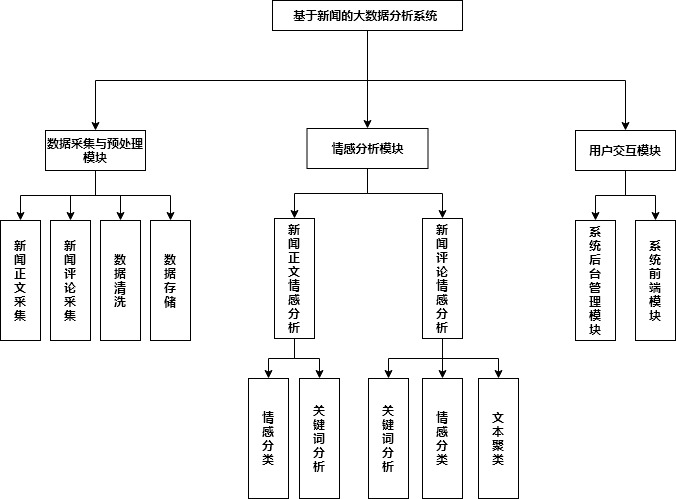 基于新闻的大数据分析系统
数据采集与预处理
模块
情感分析模块
用户交互模块
新闻正文采集
新闻评论采集
数据清洗
数据存储
新闻正文情感分析
新闻评论情感分析
系统后台管理模块
系统前端模块
情感分类
关键词分析
关键词分析
情感分类
文本聚类